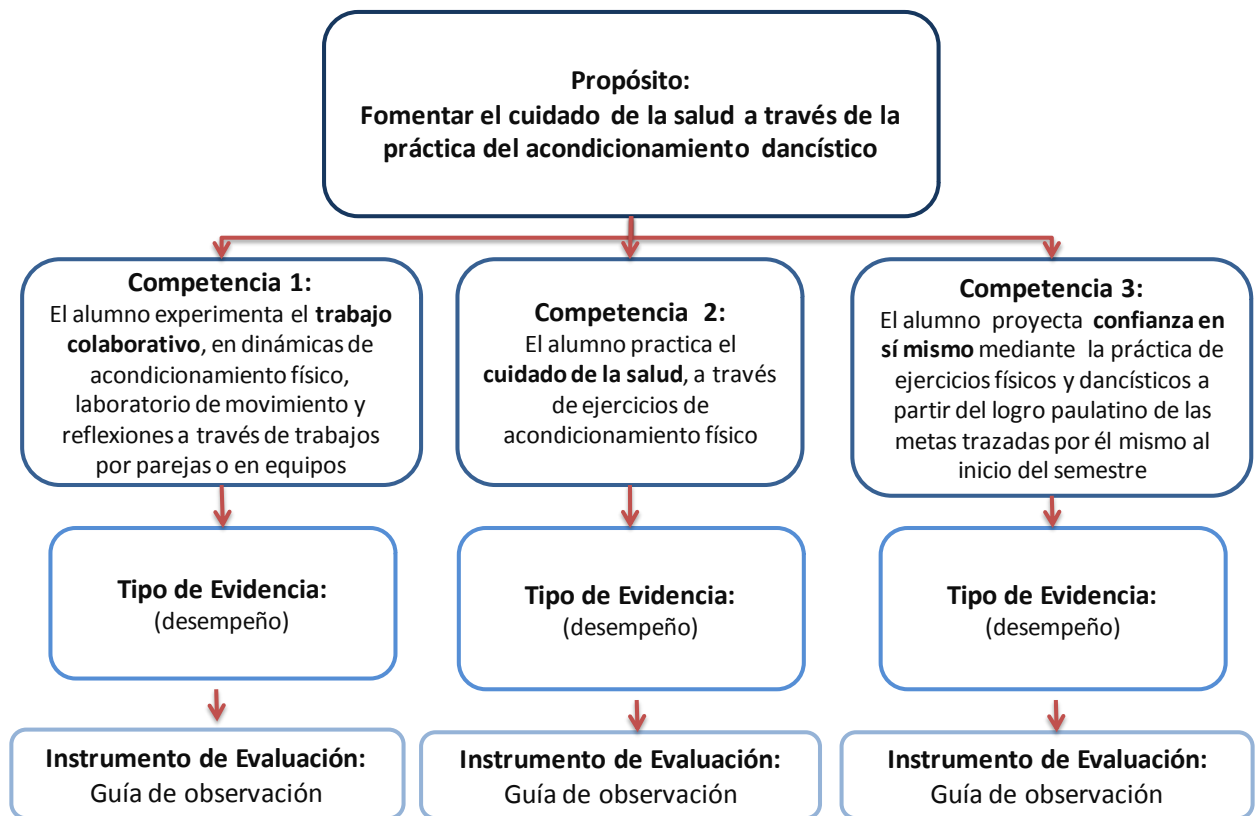 Propósito:
Fomentar el cuidado de la salud a través de la
práctica del acondicionamiento dancístico
Competencia 1:
El alumno experimenta el trabajo
colaborativo, en dinámicas de
acondicionamiento físico,
laboratorio de movimiento y
reflexiones a través de trabajos
por parejas o en equipos
Competencia 2:
El alumno practica el
cuidado de la salud, a través
de ejercicios de
acondicionamiento físico
Competencia 3:
El alumno proyecta confianza en
sí mismo mediante la práctica de
ejercicios físicos y dancísticos a
partir del logro paulatino de las
metas trazadas por él mismo al
inicio del semestre
Tipo de Evidencia:
(desempeño)
Tipo de Evidencia:
(desempeño)
Tipo de Evidencia:
(desempeño)
Instrumento de Evaluación:
Guía de observación
Instrumento de Evaluación:
Guía de observación
Instrumento de Evaluación:
Guía de observación